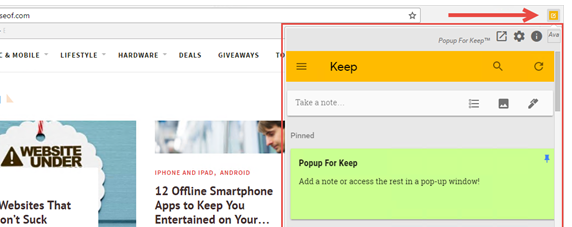 seof.com
Popup For Keep™
Ava
C & MOBILE
LIFESTYLE
HARDWARE
DEALS
GIVEAWAYS
TO
Keep
Take a note...
Pinned
WEBSITE
UNDER
Websites That
on't Suck
IPHONE AND IPAD, ANDROID
12 Offline Smartphone
Apps to Keep You
Entertained on Your...
Popup For Keep
Add a note or access the rest in a pop-up window!